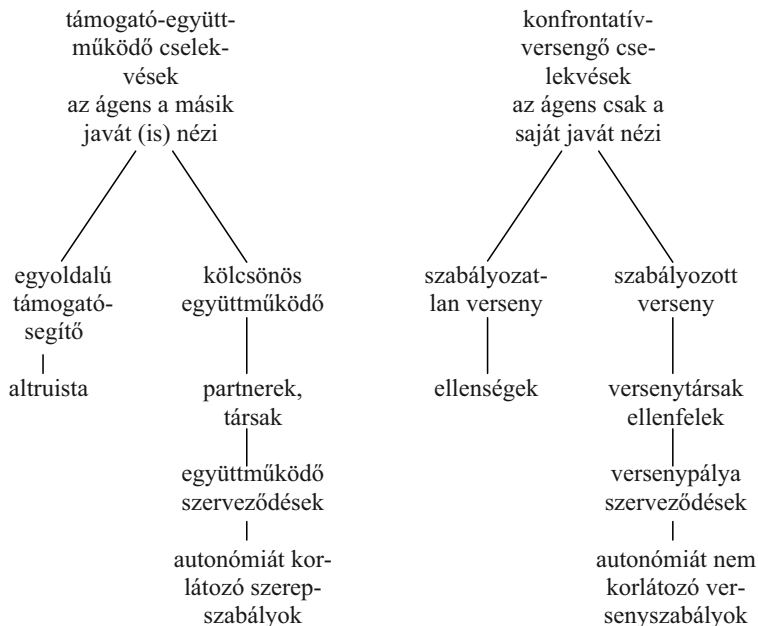 támogató-együtt-
működő cselek-
vések
az ágens a másik
javát (is) nézi
konfrontatív-
versengő cse-
lekvések
az ágens csak a
saját javát nézi
egyoldalú
támogató-
segítő
kölcsönös
együttműködő
szabályozat-
lan verseny
szabályozott
verseny
altruista
partnerek,
társak
ellenségek
versenytársak
ellenfelek
együttműködő
szerveződések
versenypálya
szerveződések
autonómiát kor-
látozó szerep-
szabályok
autonómiát nem
korlátozó ver-
senyszabályok